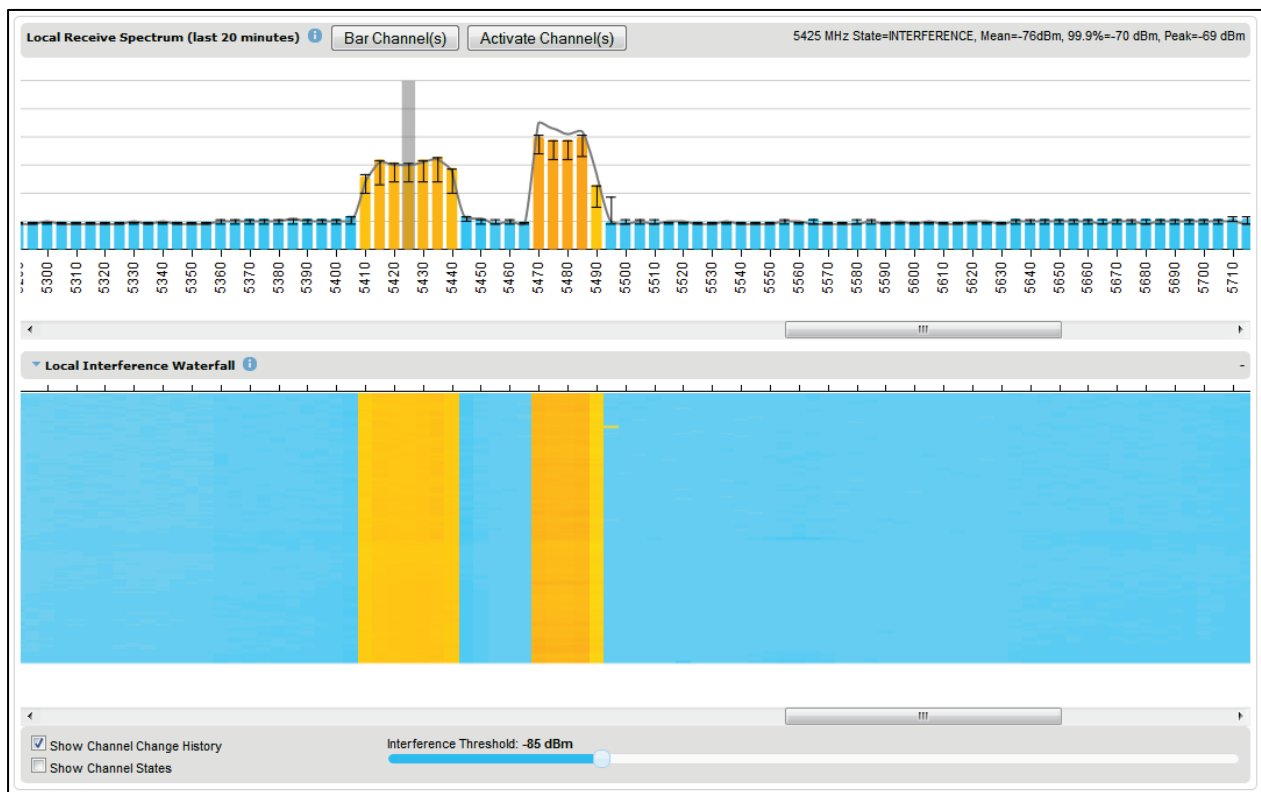 Local Receive Spectrum (last 20 minutes) i Bar Channel(s) Activate Channel(s) 5425 MHz State=INTERFERENCE, Mean=-76dBm, 99.9%=-70 dBm, Peak=-69 dBm
5300 5310 5320 5330 5340 5350 5360 5370 5380 5390 5400 5410 5420 5430 5440 5450 5460 5470 5480 5490 5500 5510 5520 5530 5540 5550 5560 5570 5580 5590 5600 5610 5620 5630 5640 5650 5660 5670 5680 5690 5700 5710
Local Interference Waterfall i -
Show Channel Change History
Interference Threshold: -85 dBm
Show Channel States